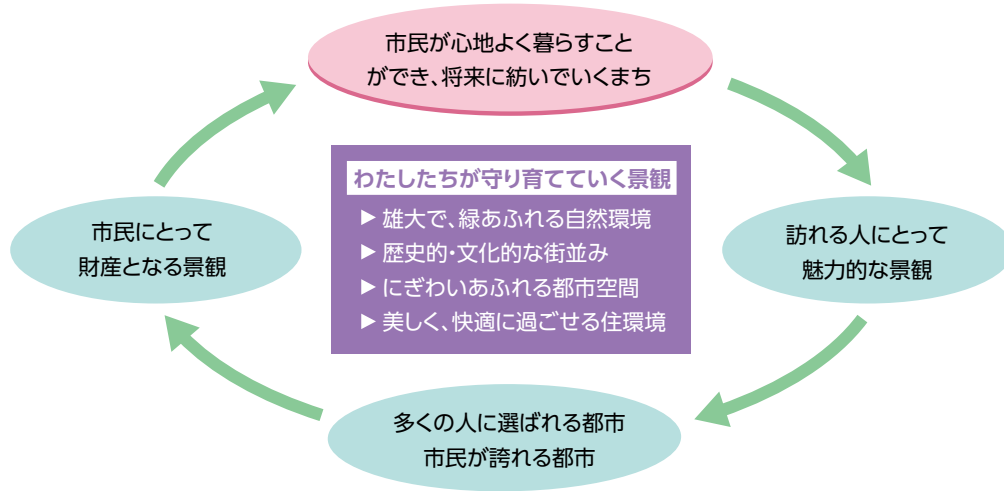 市民が心地よく暮らすこと
ができ、将来に紡いでいくまち
わたしたちが守り育てていく景観
▶ 雄大で、緑あふれる自然環境
▶ 歴史的・文化的な街並み
▶ にぎわいあふれる都市空間
▶ 美しく、快適に過ごせる住環境
訪れる人にとって
魅力的な景観
多くの人に選ばれる都市
市民が誇れる都市
市民にとって
財産となる景観